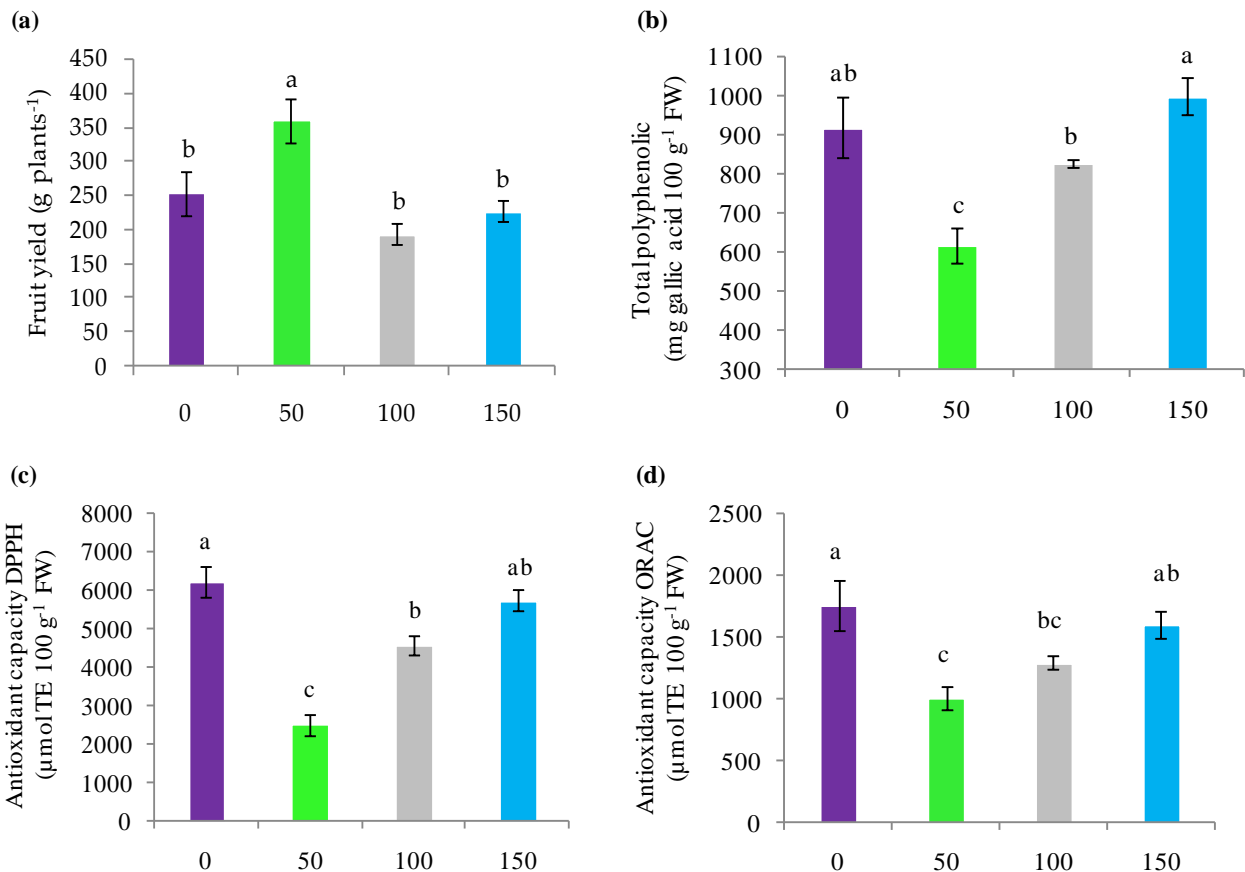 (a)
Fruit yield (g plants-1)
450
400
350
300
250
200
150
100
50
0
b
a
b
b
0 50 100 150
(b)
Total polyphenolic
(mg gallic acid 100 g-1 FW)
1100
1000
900
800
700
600
500
400
300
ab
c
b
a
0 50 100 150
(c)
Antioxidant capacity DPPH
(µmol TE 100 g-1 FW)
8000
7000
6000
5000
4000
3000
2000
1000
0
a
c
b
ab
0 50 100 150
(d)
Antioxidant capacity ORAC
(µmol TE 100 g-1 FW)
2500
2000
1500
1000
500
0
a
c
bc
ab
0 50 100 150